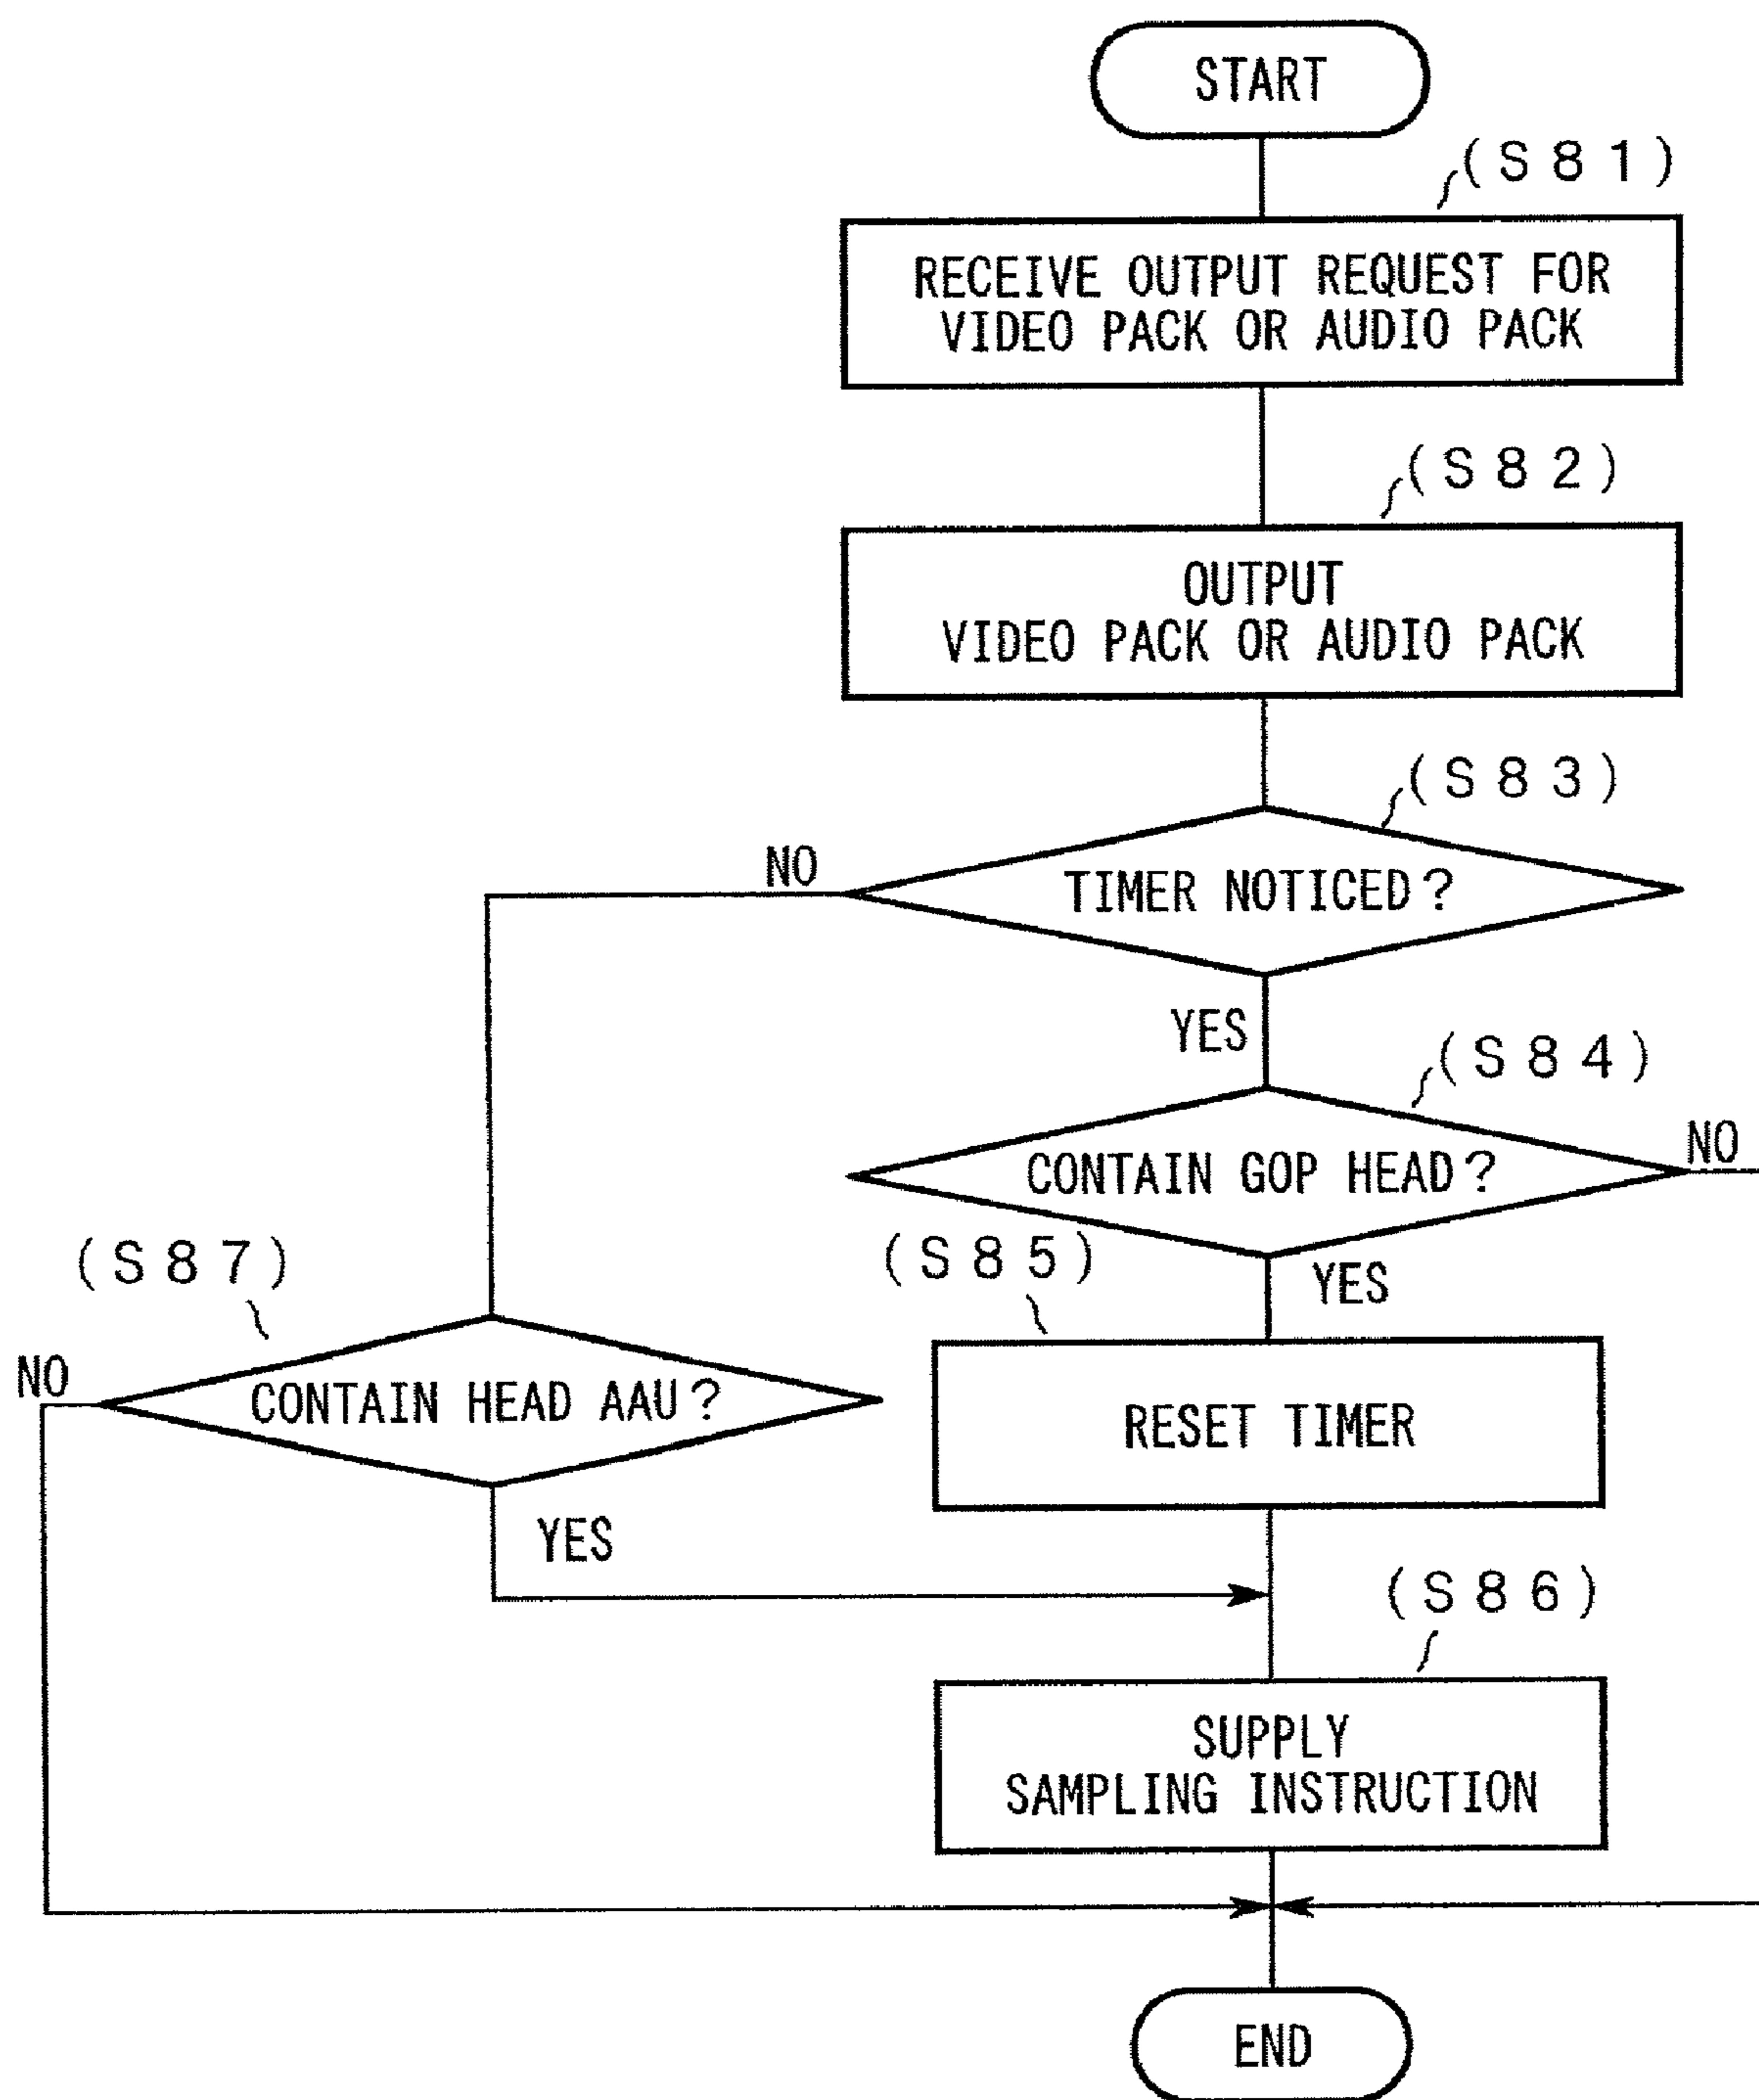 START
(S81)
RECEIVE OUTPUT REQUEST FOR
VIDEO PACK OR AUDIO PACK
(S82)
OUTPUT
VIDEO PACK OR AUDIO PACK
(S83)
NO
TIMER NOTICED?
YES
(S84)
NO
CONTAIN GOP HEAD?
(S85)
YES
(S87)
NO
CONTAIN HEAD AAU?
YES
RESET TIMER
(S86)
SUPPLY
SAMPLING INSTRUCTION
END